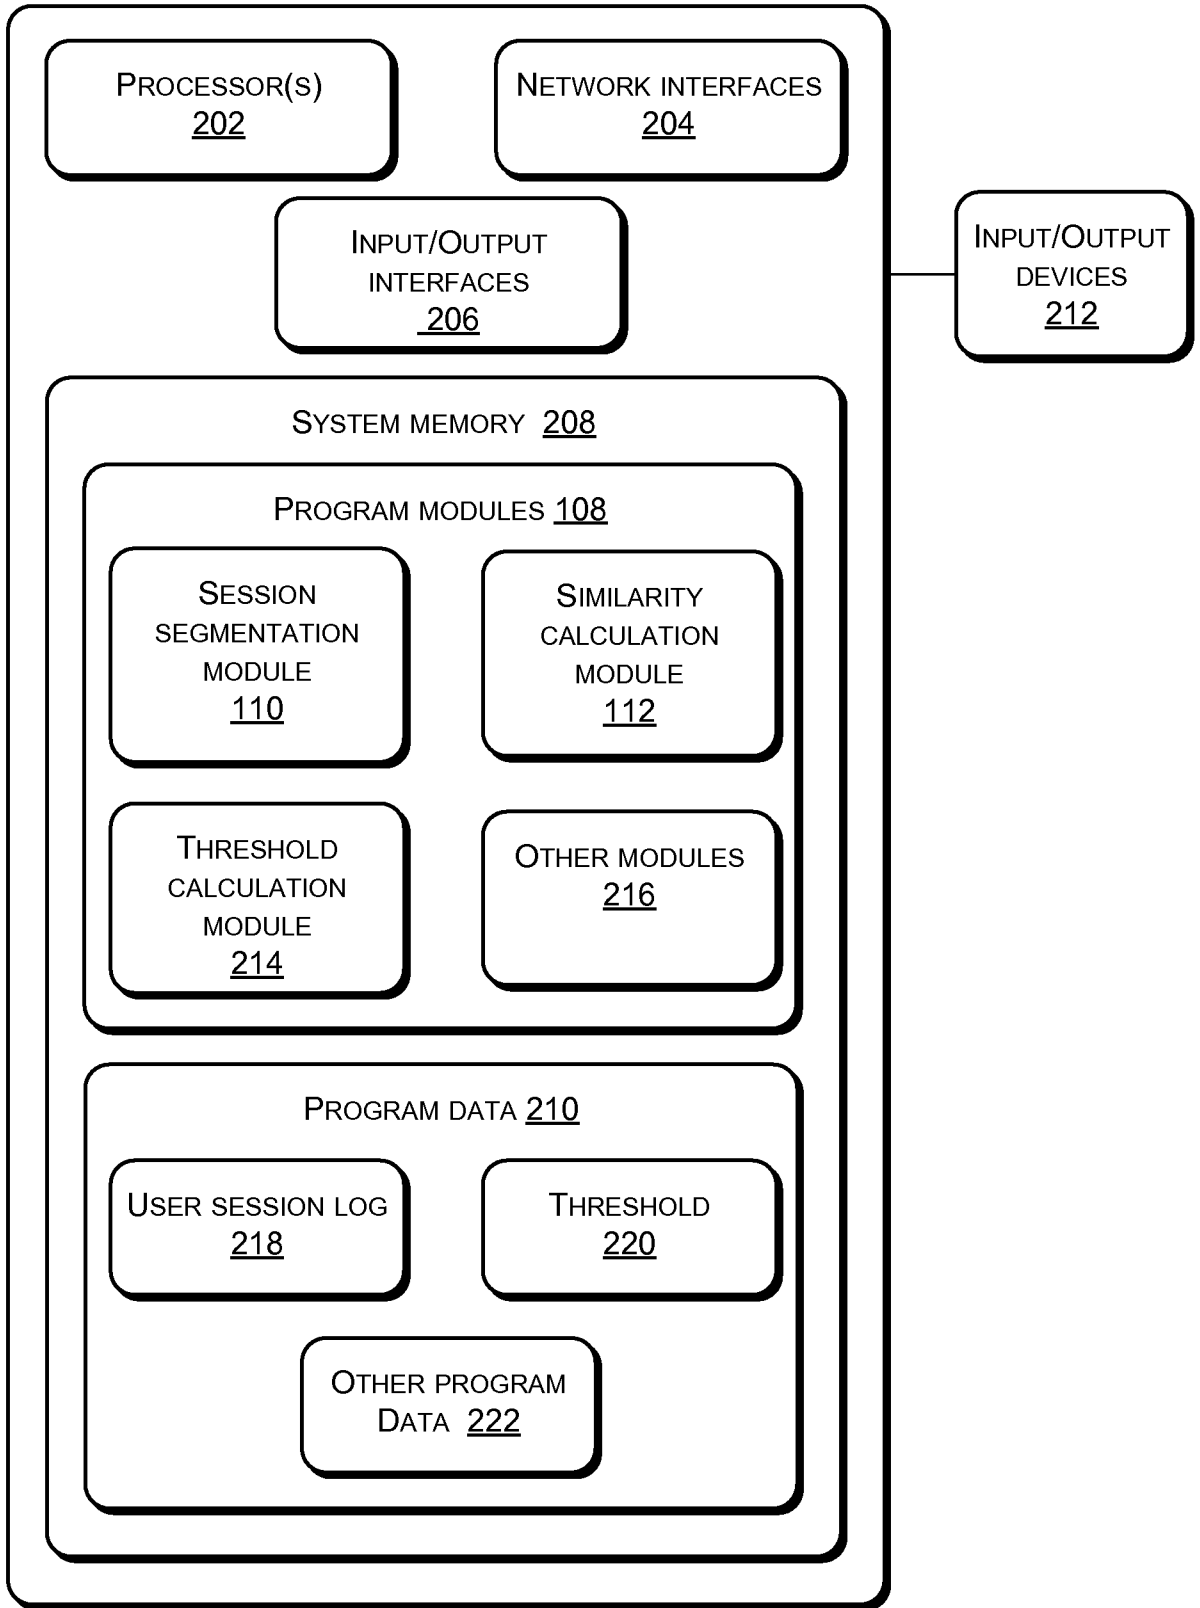 PROCESSOR(S)
202
NETWORK INTERFACES
204
INPUT/OUTPUT
INTERFACES
206
INPUT/OUTPUT
DEVICES
212
SYSTEM MEMORY 208
PROGRAM MODULES 108
SESSION
SEGMENTATION
MODULE
110
SIMILARITY
CALCULATION
MODULE
112
THRESHOLD
CALCULATION
MODULE
214
OTHER MODULES
216
PROGRAM DATA 210
USER SESSION LOG
218
THRESHOLD
220
OTHER PROGRAM
DATA 222